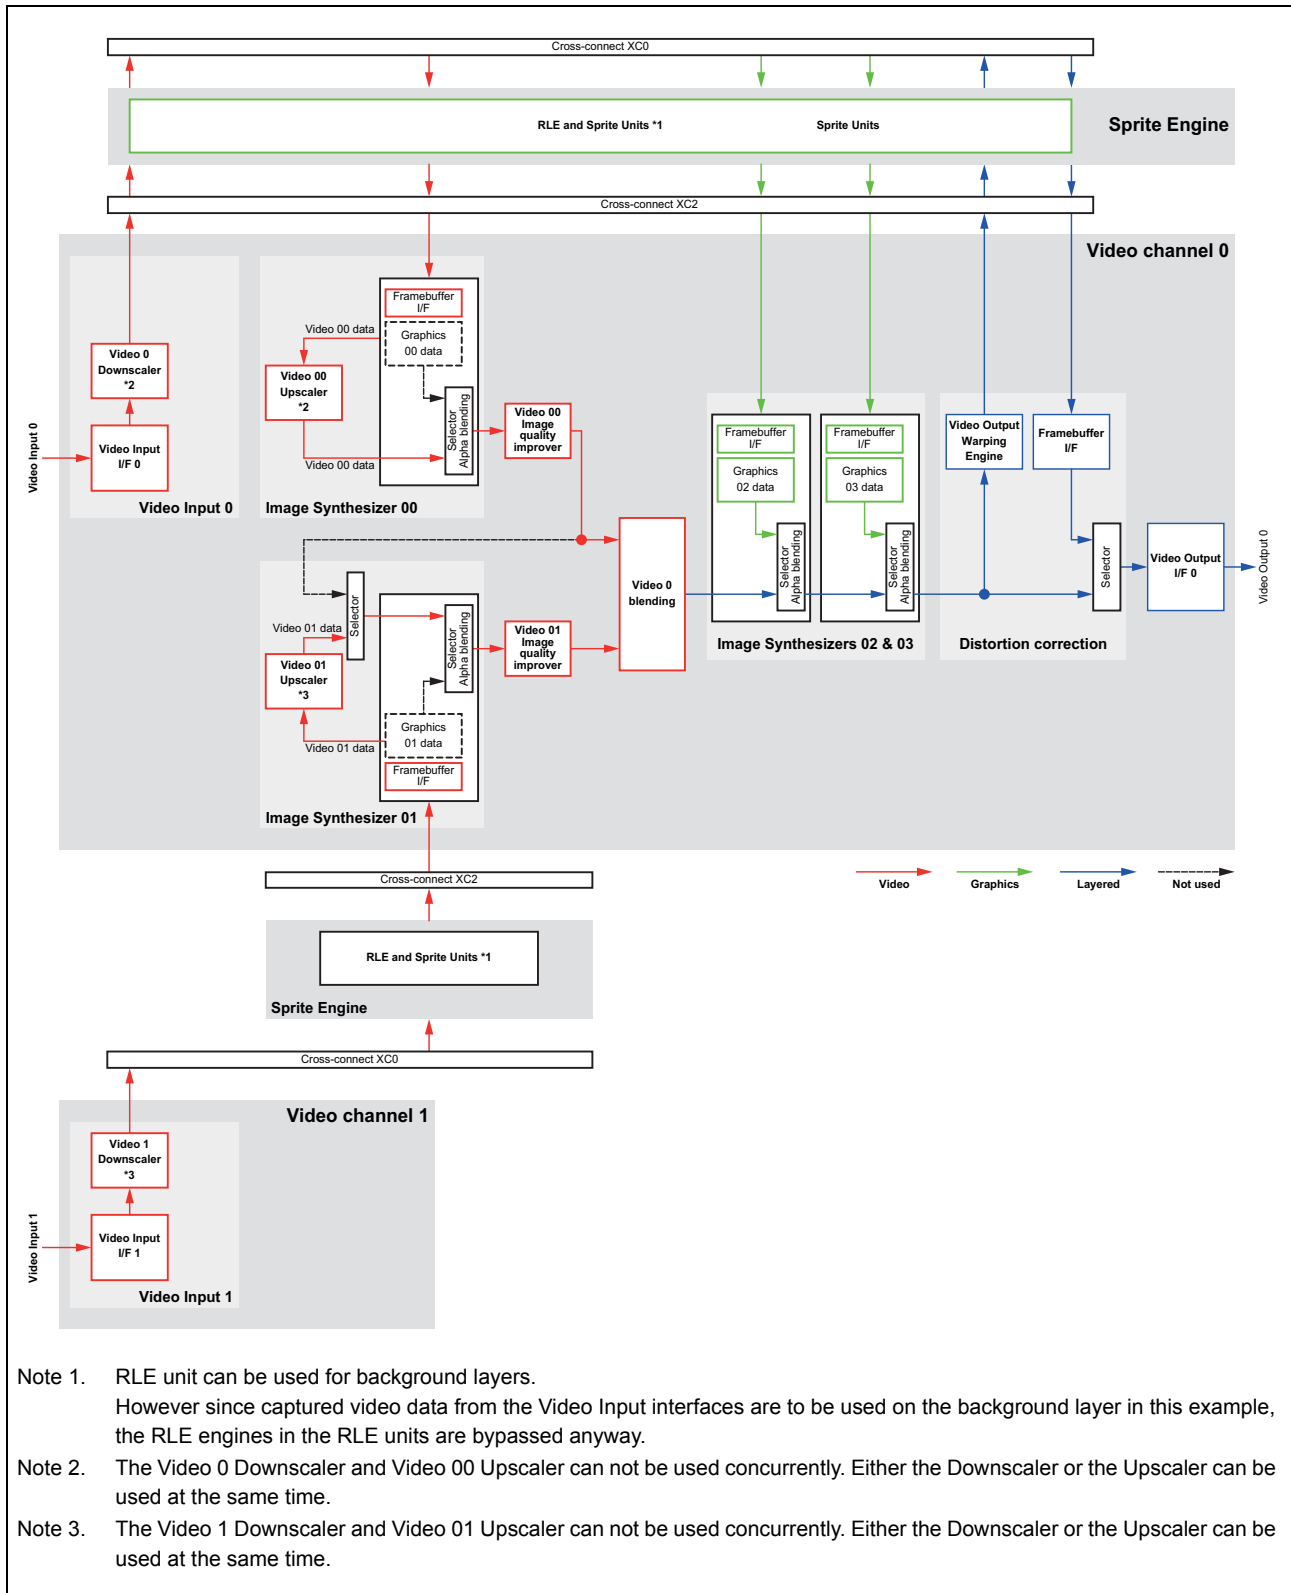 Cross-connect XC0
RLE and Sprite Units *1
Sprite Units
Sprite Engine
Cross-connect XC2
Video channel 0
Framebuffer
I/F
Video 00 data
Graphics
00 data
Video 0
Downscaler
*2
Video 00
Upscaler
*2
Selector
Alpha blending
Video 00
Image
quality
improver
Video Input 0
Video Input
I/F 0
Video 00 data
Video Input 0
Image Synthesizer 00
Framebuffer
I/F
Graphics
02 data
Selector
Alpha blending
Framebuffer
I/F
Graphics
03 data
Selector
Alpha blending
Image Synthesizers 02 & 03
Video Output
Warping
Engine
Framebuffer
I/F
Selector
Distortion correction
Video Output
I/F 0
Video Output 0
Video 0
blending
Selector
Video 01 data
Video 01
Upscaler
*3
Selector
Alpha blending
Video 01
Image
quality
improver
Graphics
01 data
Video 01 data
Framebuffer
I/F
Image Synthesizer 01
Cross-connect XC2
Video
Graphics
Layered
Not used
RLE and Sprite Units *1
Sprite Engine
Cross-connect XC0
Video channel 1
Video 1
Downscaler
*3
Video Input 1
Video Input
I/F 1
Video Input 1
Note 1. RLE unit can be used for background layers.
However since captured video data from the Video Input interfaces are to be used on the background layer in this example,
the RLE engines in the RLE units are bypassed anyway.
Note 2. The Video 0 Downscaler and Video 00 Upscaler can not be used concurrently. Either the Downscaler or the Upscaler can be
used at the same time.
Note 3. The Video 1 Downscaler and Video 01 Upscaler can not be used concurrently. Either the Downscaler or the Upscaler can be
used at the same time.